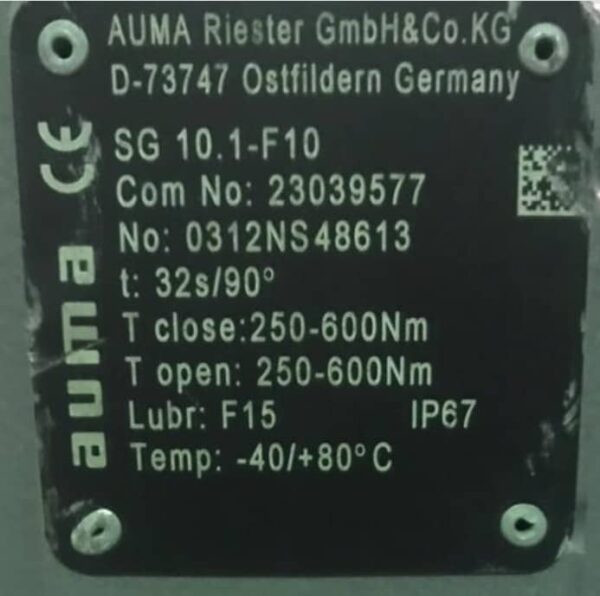 AUMA Riester GmbH&Co.KG
D-73747 Ostfildern Germany
CE
SG 10.1-F10
Com No: 23039577
No: 0312NS48613
t: 32s/90°
T close:250-600Nm
T open: 250-600Nm
Lubr: F15 IP67
Temp: -40/+80°C
auma